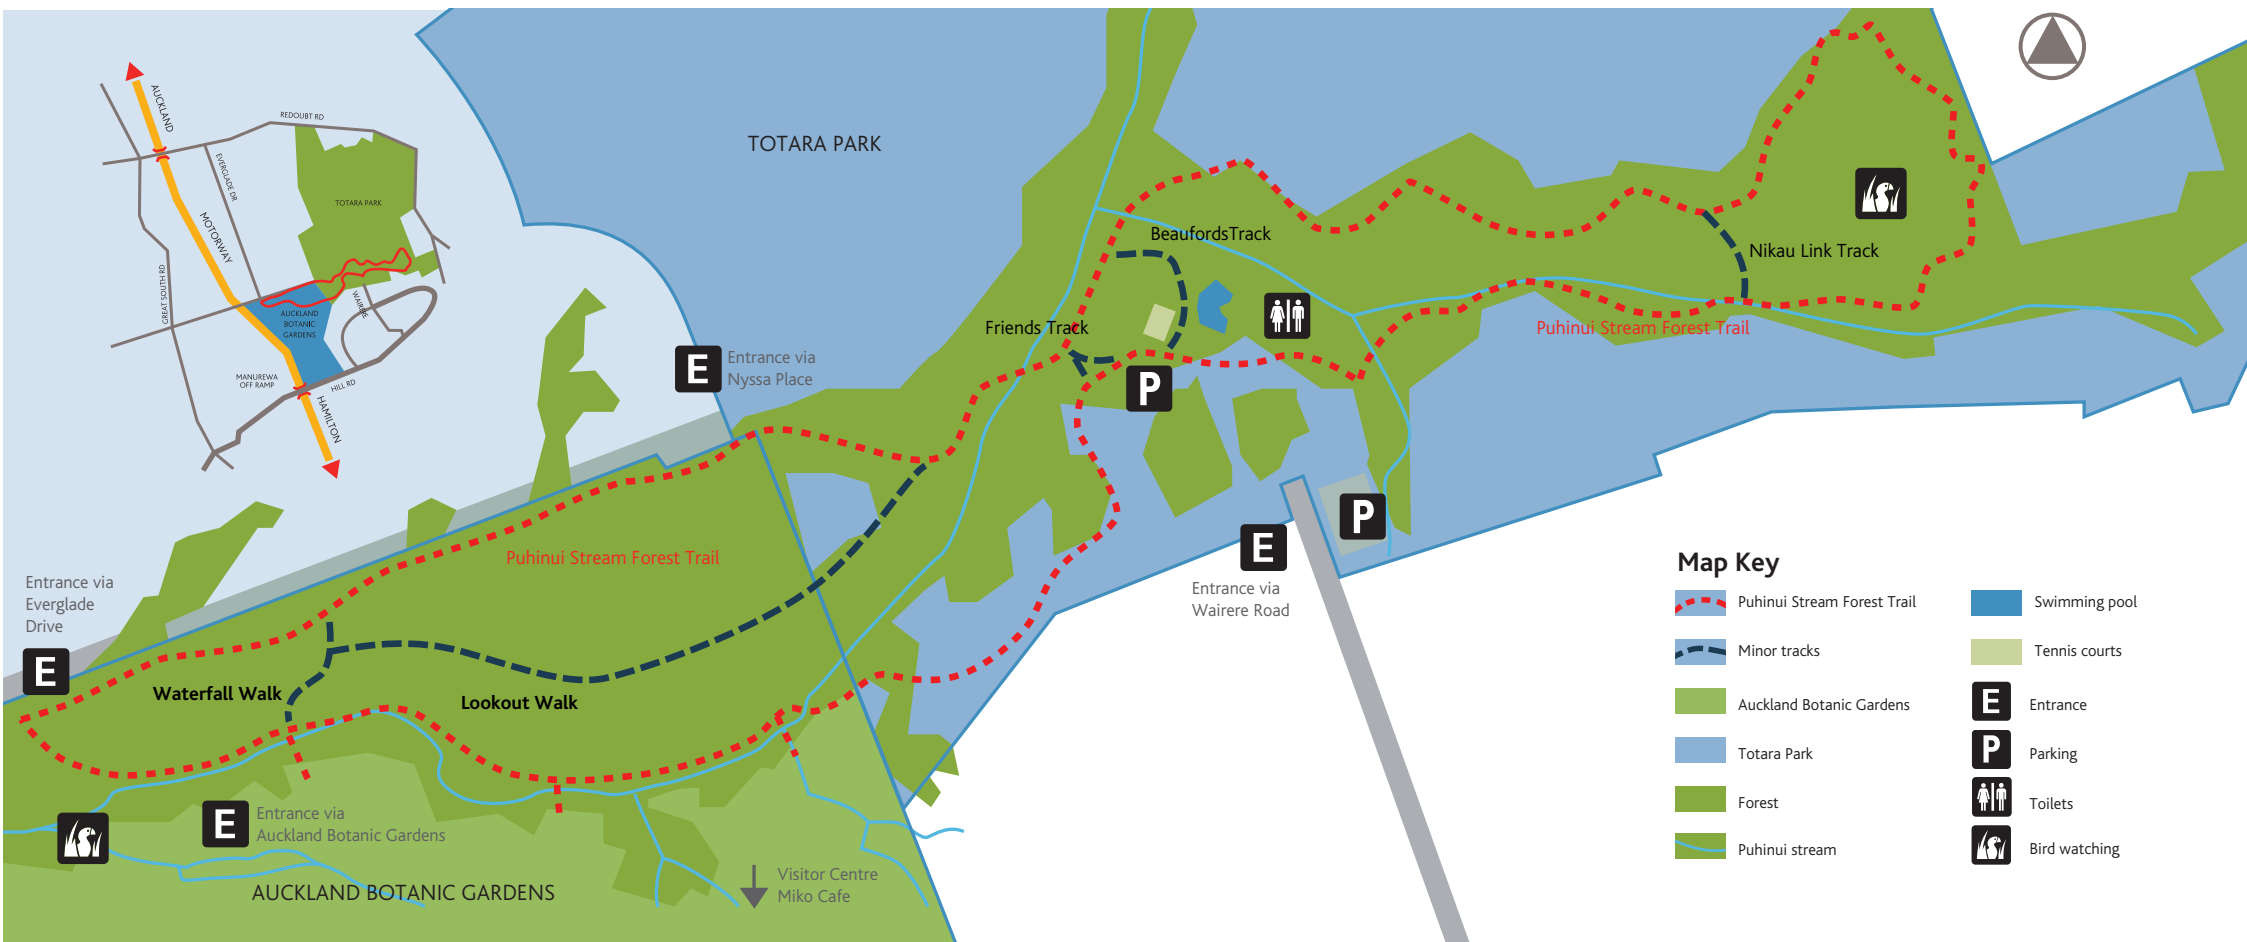 AUCKLAND
REDOUBT RD
EVERGLADE DR
TOTARA PARK
MOTORWAY
GREAT SOUTH RD
WAIRERE
AUCKLAND
BOTANIC
GARDENS
MANUREWA
OFF RAMP
HILL RD
HAMILTON
TOTARA PARK
BeaufordsTrack
Nikau Link Track
Friends Track
Puhinui Stream Forest Trail
E
Entrance via
Nyssa Place
P
P
E
Entrance via
Wairere Road
Puhinui Stream Forest Trail
Entrance via
Everglade
Drive
E
Waterfall Walk
Lookout Walk
E
Entrance via
Auckland Botanic Gardens
AUCKLAND BOTANIC GARDENS
Visitor Centre
Miko Cafe
Map Key
Puhinui Stream Forest Trail
Minor tracks
Auckland Botanic Gardens
Totara Park
Forest
Puhinui stream
Swimming pool
Tennis courts
E
Entrance
P
Parking
Toilets
Bird watching